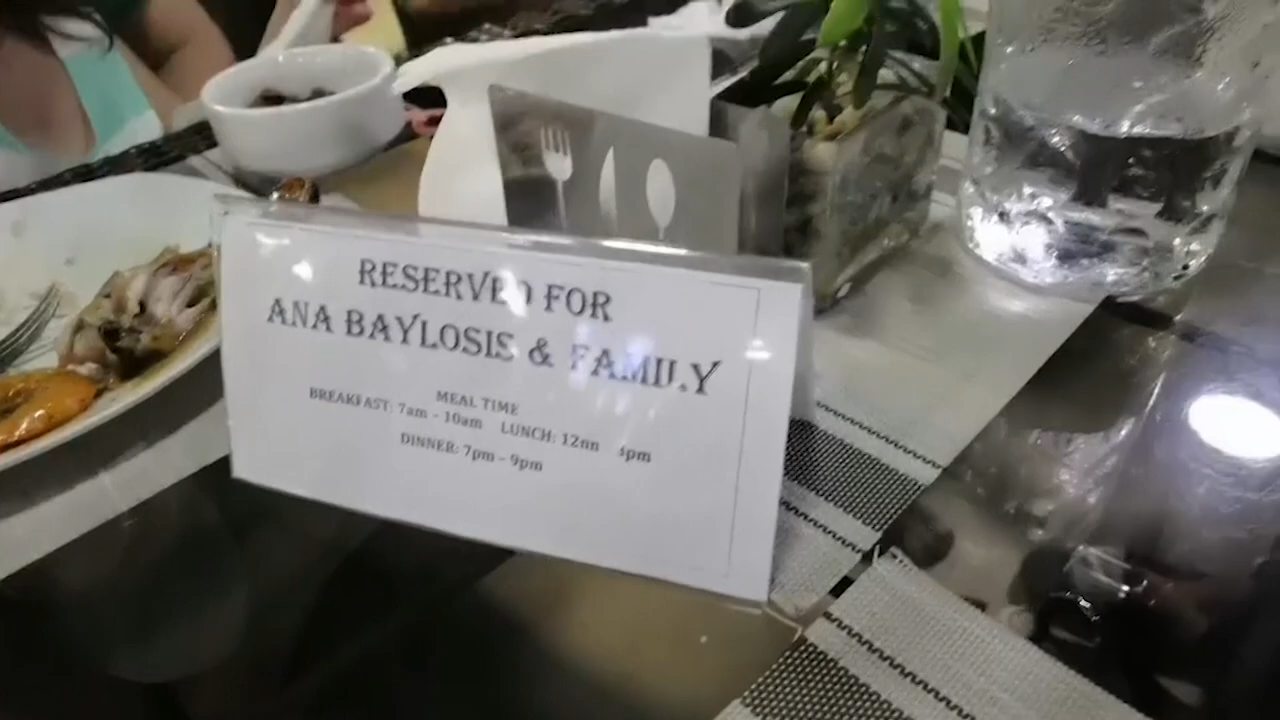 RESERVED FOR
ANA BAYLOSIS & FAMILY
MEAL TIME
BREAKFAST: 7am - 10am LUNCH: 12nn
DINNER: 7pm - 9pm